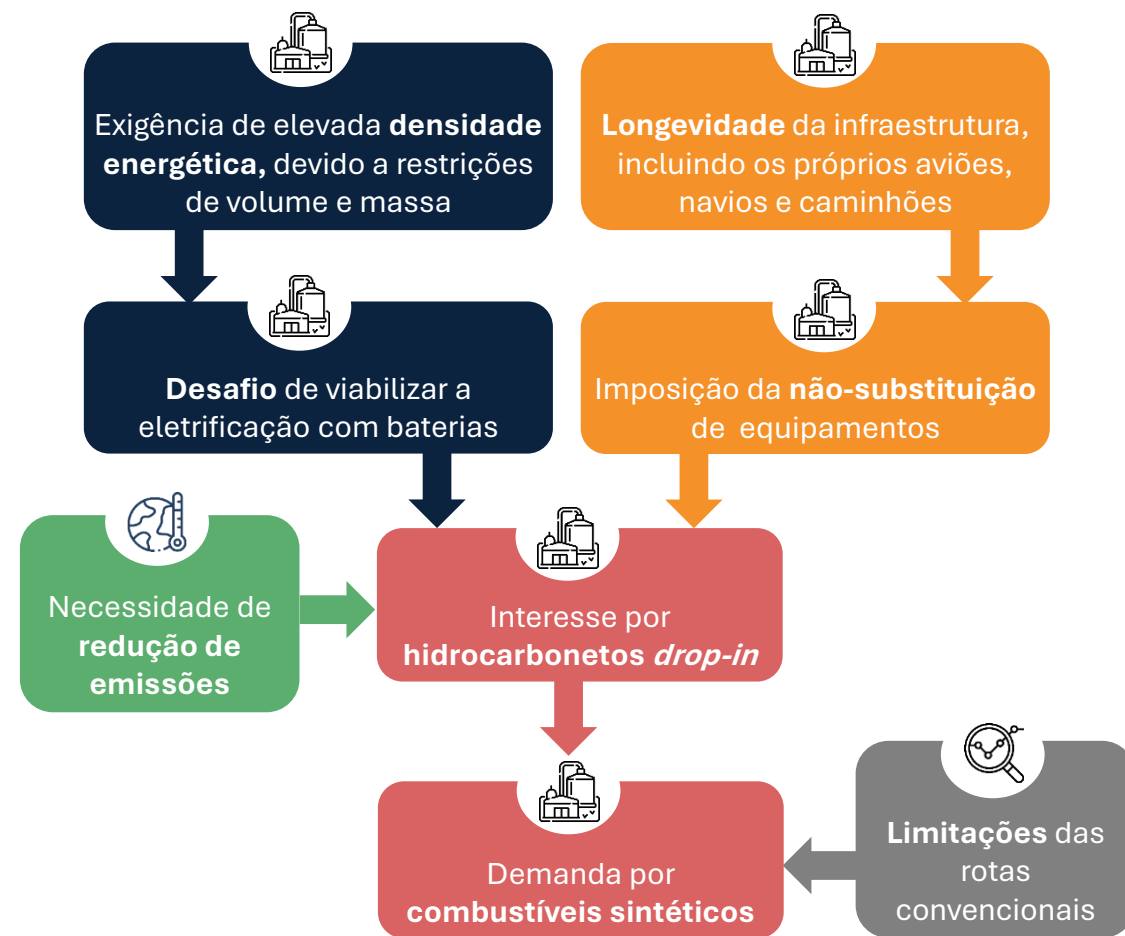 Exigência de elevada densidade
energética, devido a restrições
de volume e massa
Longevidade da infraestrutura,
incluindo os próprios aviões,
navios e caminhões
Desafio de viabilizar a
eletrificação com baterias
Imposição da não-substituição
de equipamentos
Necessidade de
redução de
emissões
Interesse por
hidrocarbonetos drop-in
Limitações das
rotas
convencionais
Demanda por
combustíveis sintéticos